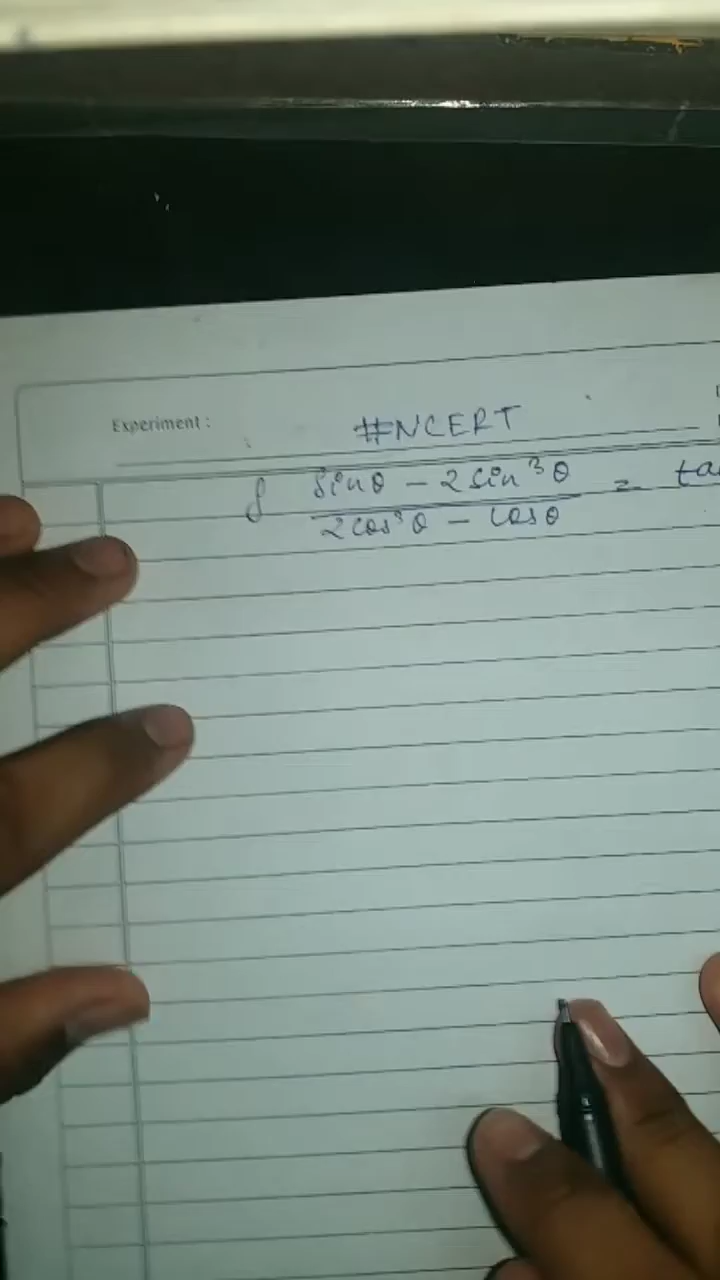 Experiment :
#NCERT
∫ sinθ - 2sin³θ = ta
2cos³θ - cosθ